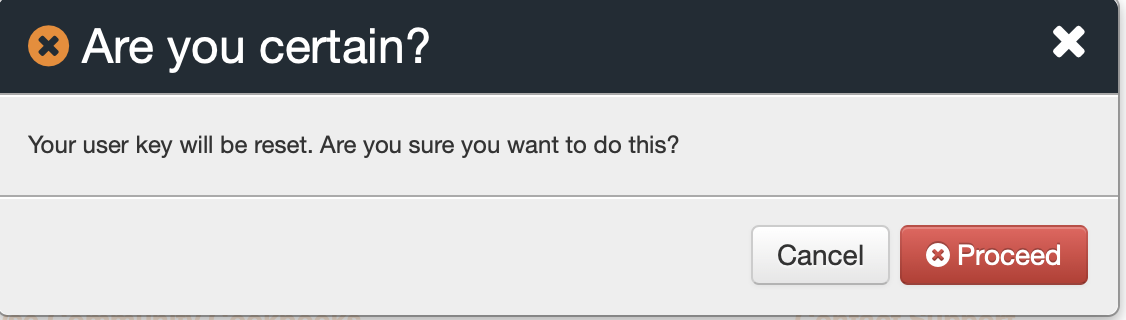 Are you certain?
Your user key will be reset. Are you sure you want to do this?
Cancel
Proceed